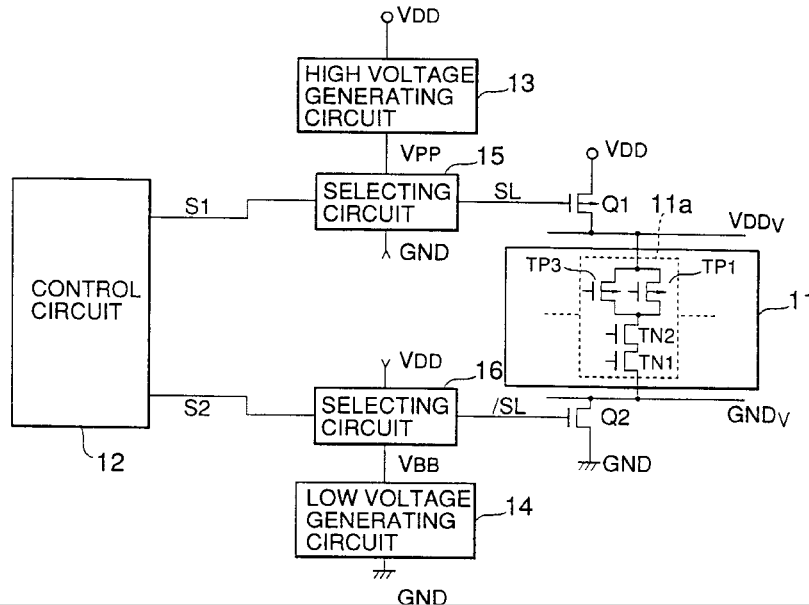 VDD
HIGH VOLTAGE
GENERATING
CIRCUIT
13
VPP
15
S1
SELECTING
CIRCUIT
SL
VDD
Q1
11a
VDDV
GND
TP3
TP1
CONTROL
CIRCUIT
11
TN2
TN1
VDD
16
S2
SELECTING
CIRCUIT
/SL
Q2
GNDV
12
VBB
GND
LOW VOLTAGE
GENERATING
CIRCUIT
14
GND